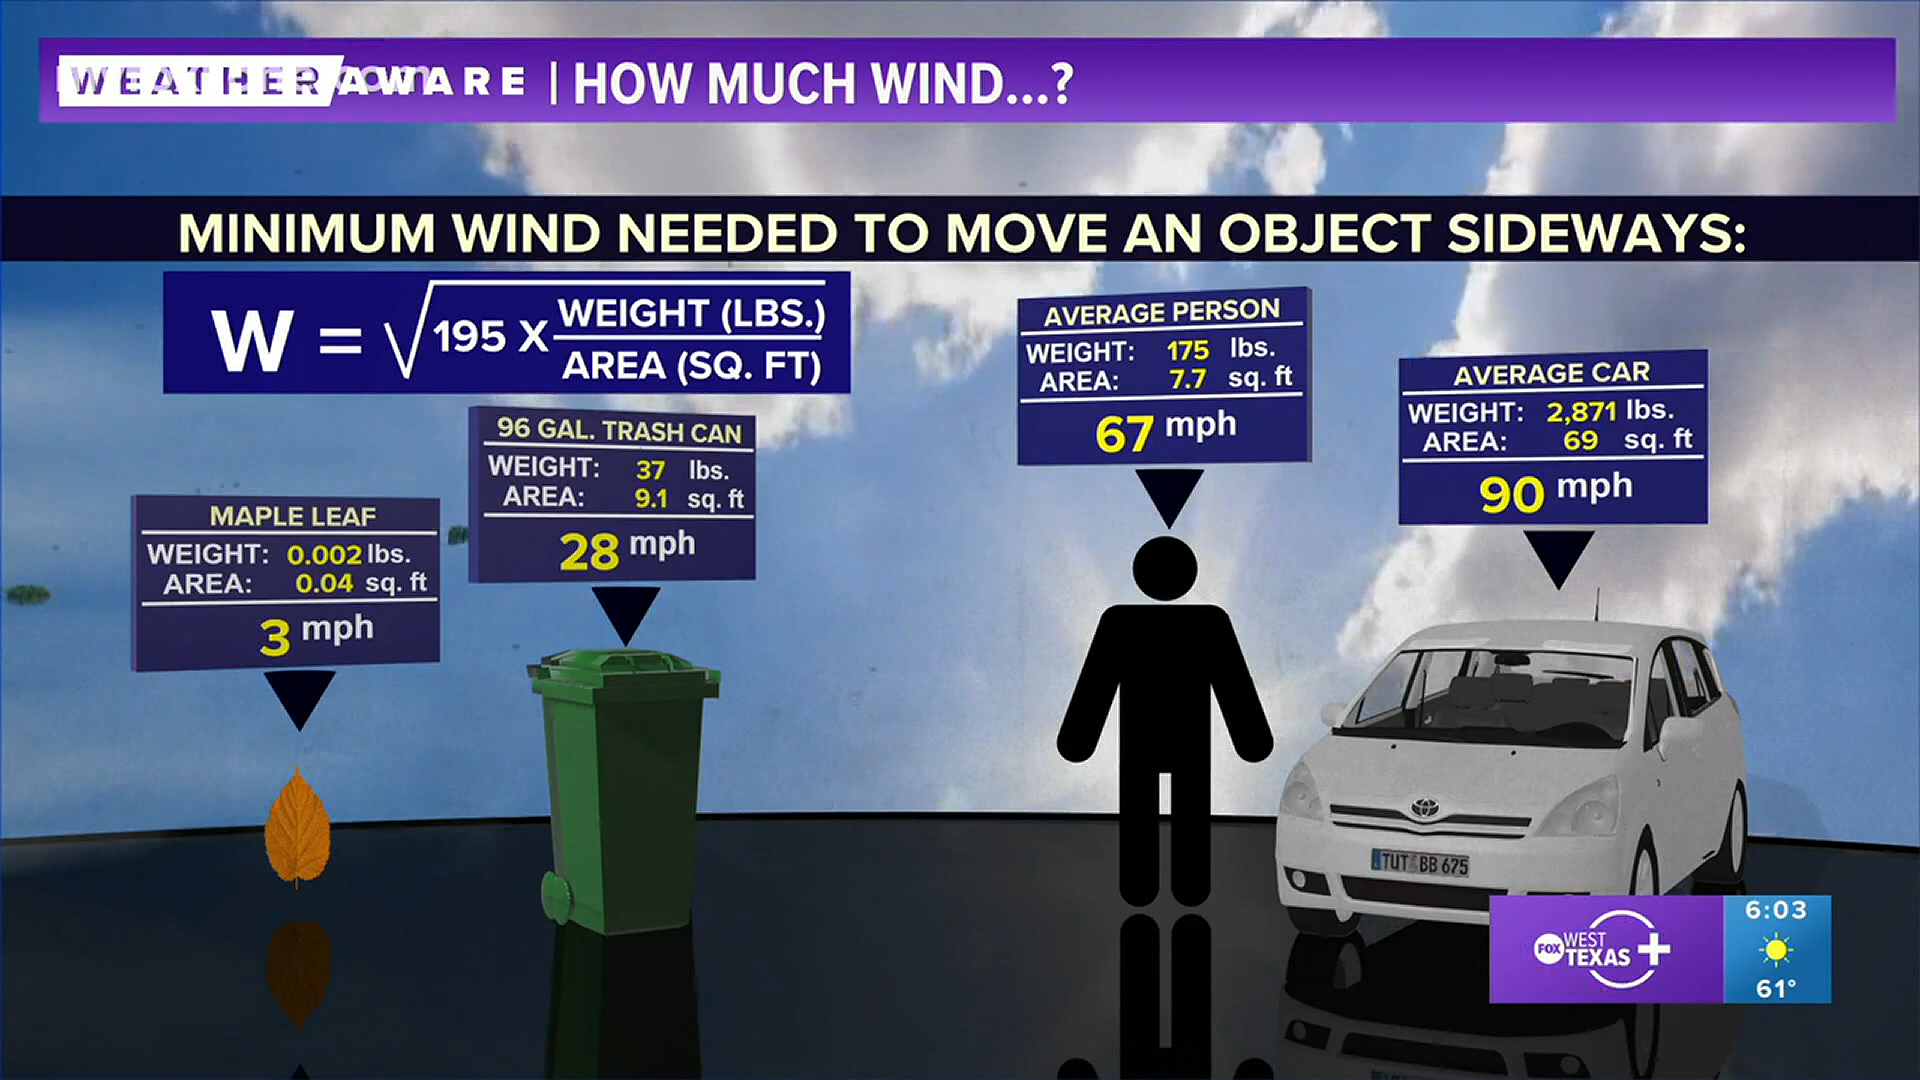 WEATHER AWARE | HOW MUCH WIND...?
MINIMUM WIND NEEDED TO MOVE AN OBJECT SIDEWAYS:
W = √195 X WEIGHT (LBS.)
AREA (SQ. FT)
MAPLE LEAF
WEIGHT: 0.002 lbs.
AREA: 0.04 sq. ft
3 mph
96 GAL. TRASH CAN
WEIGHT: 37 lbs.
AREA: 9.1 sq. ft
28 mph
AVERAGE PERSON
WEIGHT: 175 lbs.
AREA: 7.7 sq. ft
67 mph
AVERAGE CAR
WEIGHT: 2,871 lbs.
AREA: 69 sq. ft
90 mph
TUT BB 675
FOX WEST TEXAS +
6:03
61°